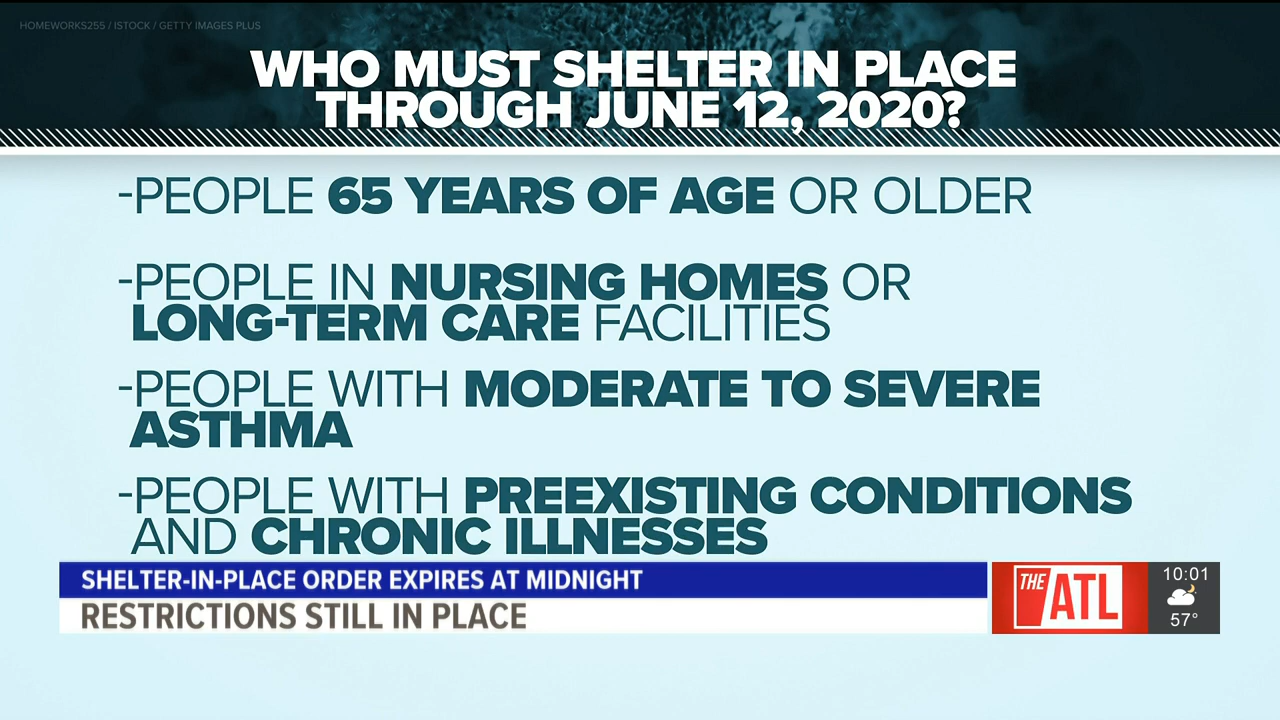 HOMEWORKS255 / ISTOCK / GETTY IMAGES PLUS
WHO MUST SHELTER IN PLACE
THROUGH JUNE 12, 2020?
-PEOPLE 65 YEARS OF AGE OR OLDER
-PEOPLE IN NURSING HOMES OR
LONG-TERM CARE FACILITIES
-PEOPLE WITH MODERATE TO SEVERE
ASTHMA
-PEOPLE WITH PREEXISTING CONDITIONS
AND CHRONIC ILLNESSES
SHELTER-IN-PLACE ORDER EXPIRES AT MIDNIGHT
RESTRICTIONS STILL IN PLACE
THE ATL
10:01
57°